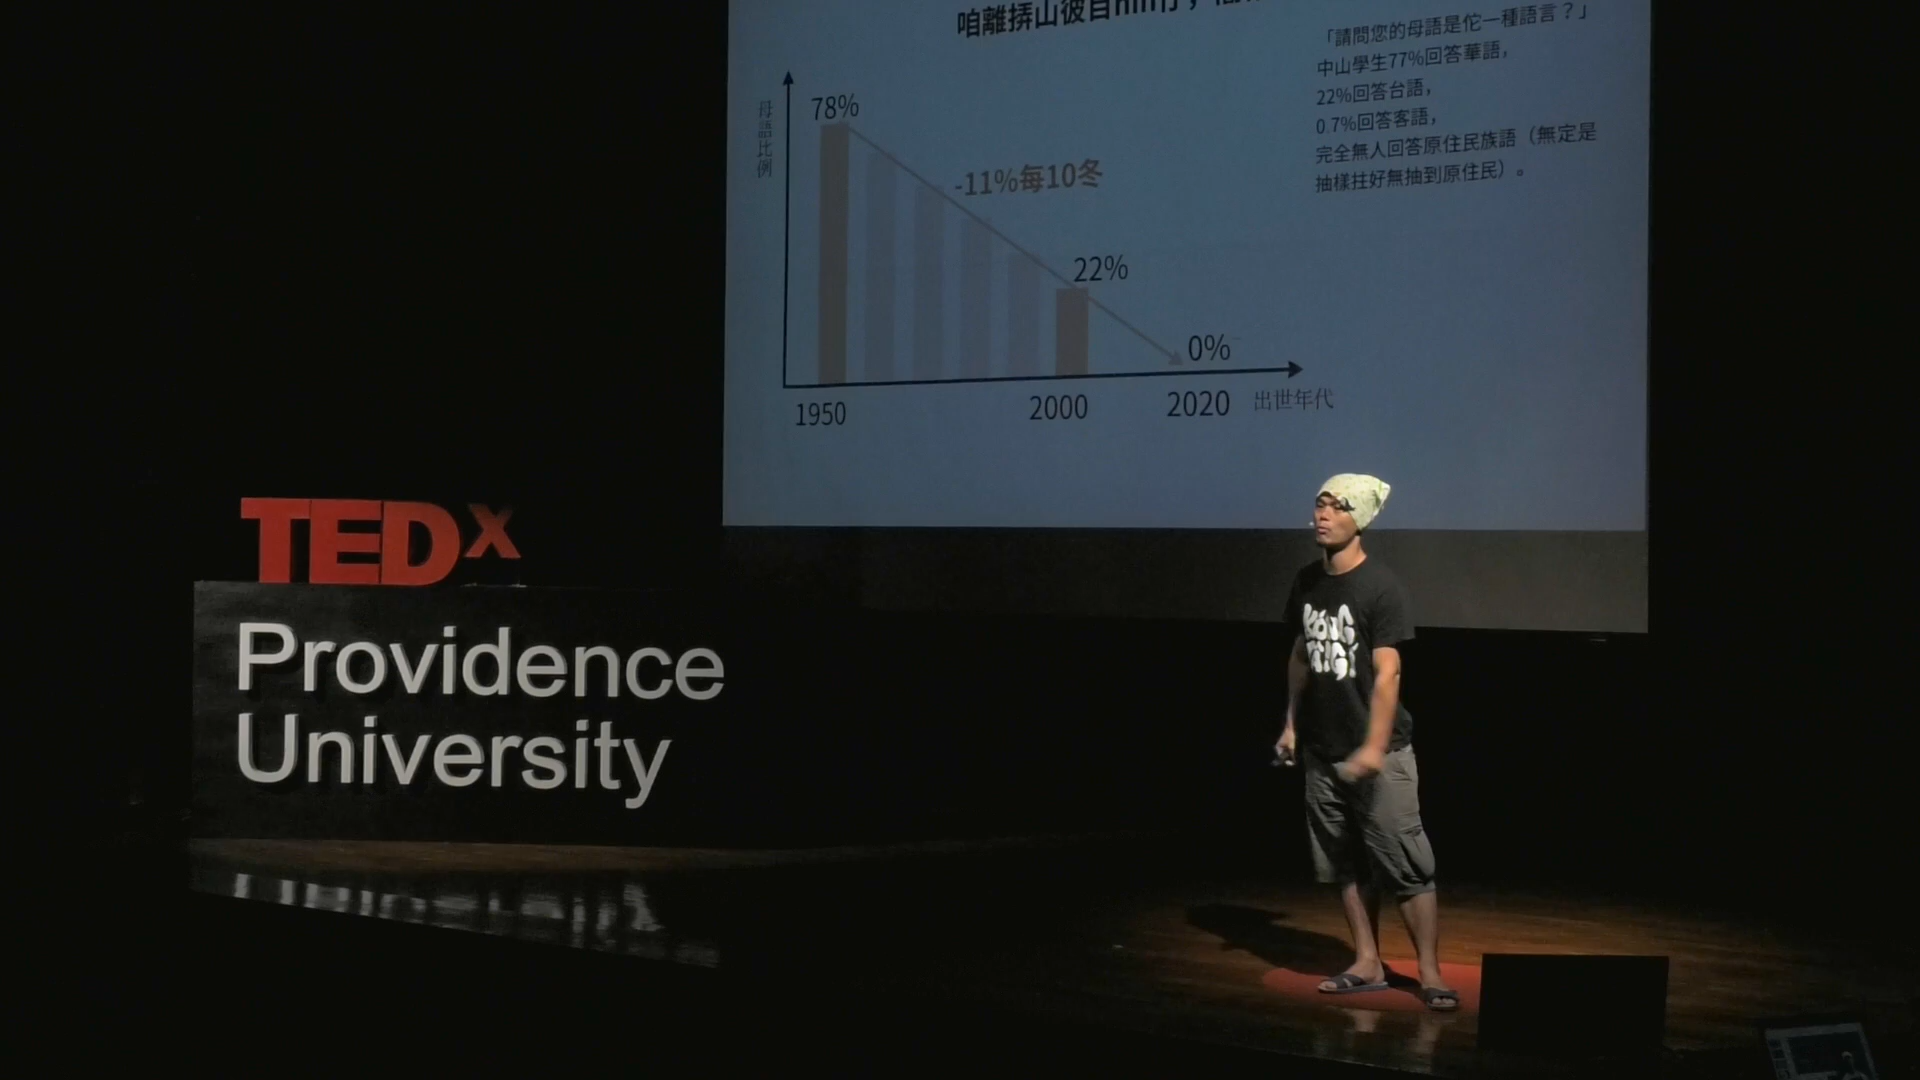 咱離挵山彼
「請問您的母語是佗一種語言？」
中山學生77%回答華語，
22%回答台語，
0.7%回答客語，
完全無人回答原住民族語（無定是
抽樣拄好無抽到原住民）。
母語比例
78%
-11%每10冬
22%
0%
1950
2000
2020
出世年代
TEDx
Providence
University